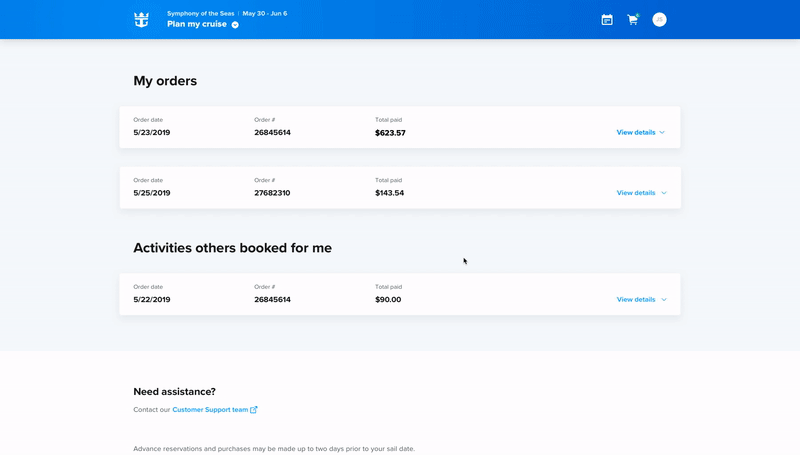 Symphony of the Seas | May 30 - Jun 6
Plan my cruise
My orders
Order date Order # Total paid
5/23/2019 26845614 $623.57 View details
Order date Order # Total paid
5/25/2019 27682310 $143.54 View details
Activities others booked for me
Order date Order # Total paid
5/22/2019 26845614 $90.00 View details
Need assistance?
Contact our Customer Support team
Advance reservations and purchases may be made up to two days prior to your sail date.